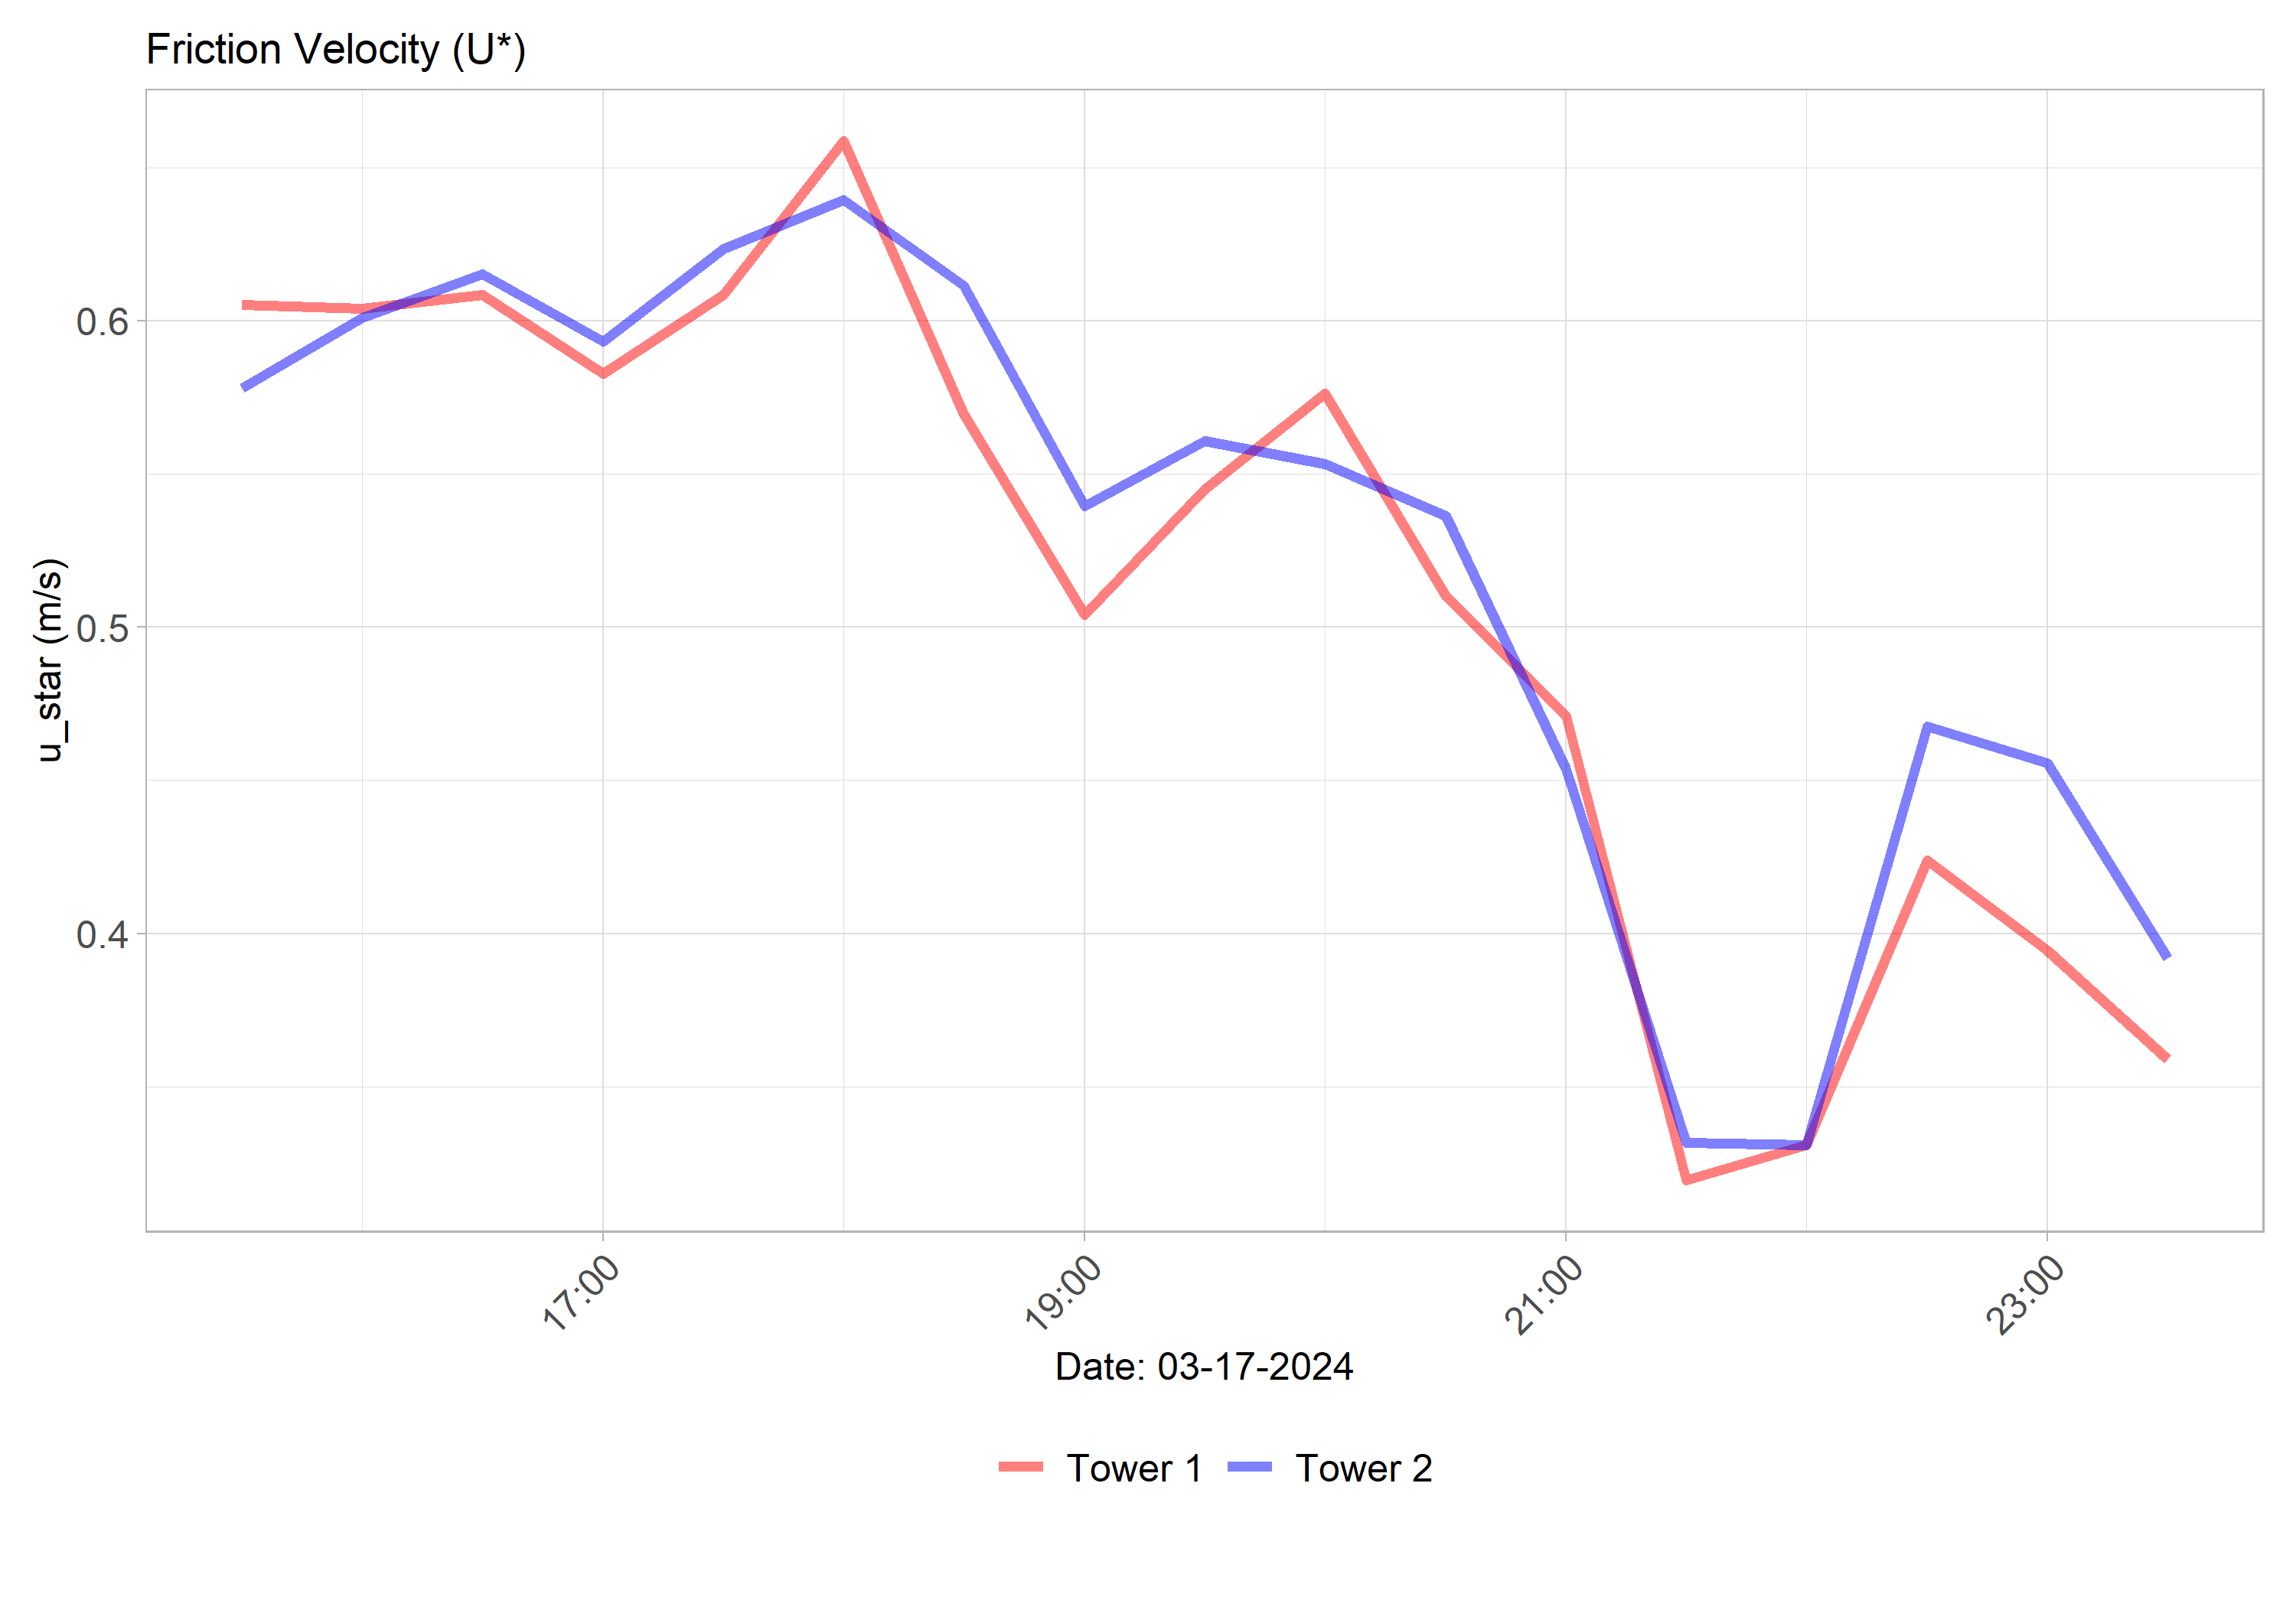 Friction Velocity (U*)
u_star (m/s)
0.6
0.5
0.4
17:00
19:00
21:00
23:00
Date: 03-17-2024
Tower 1
Tower 2